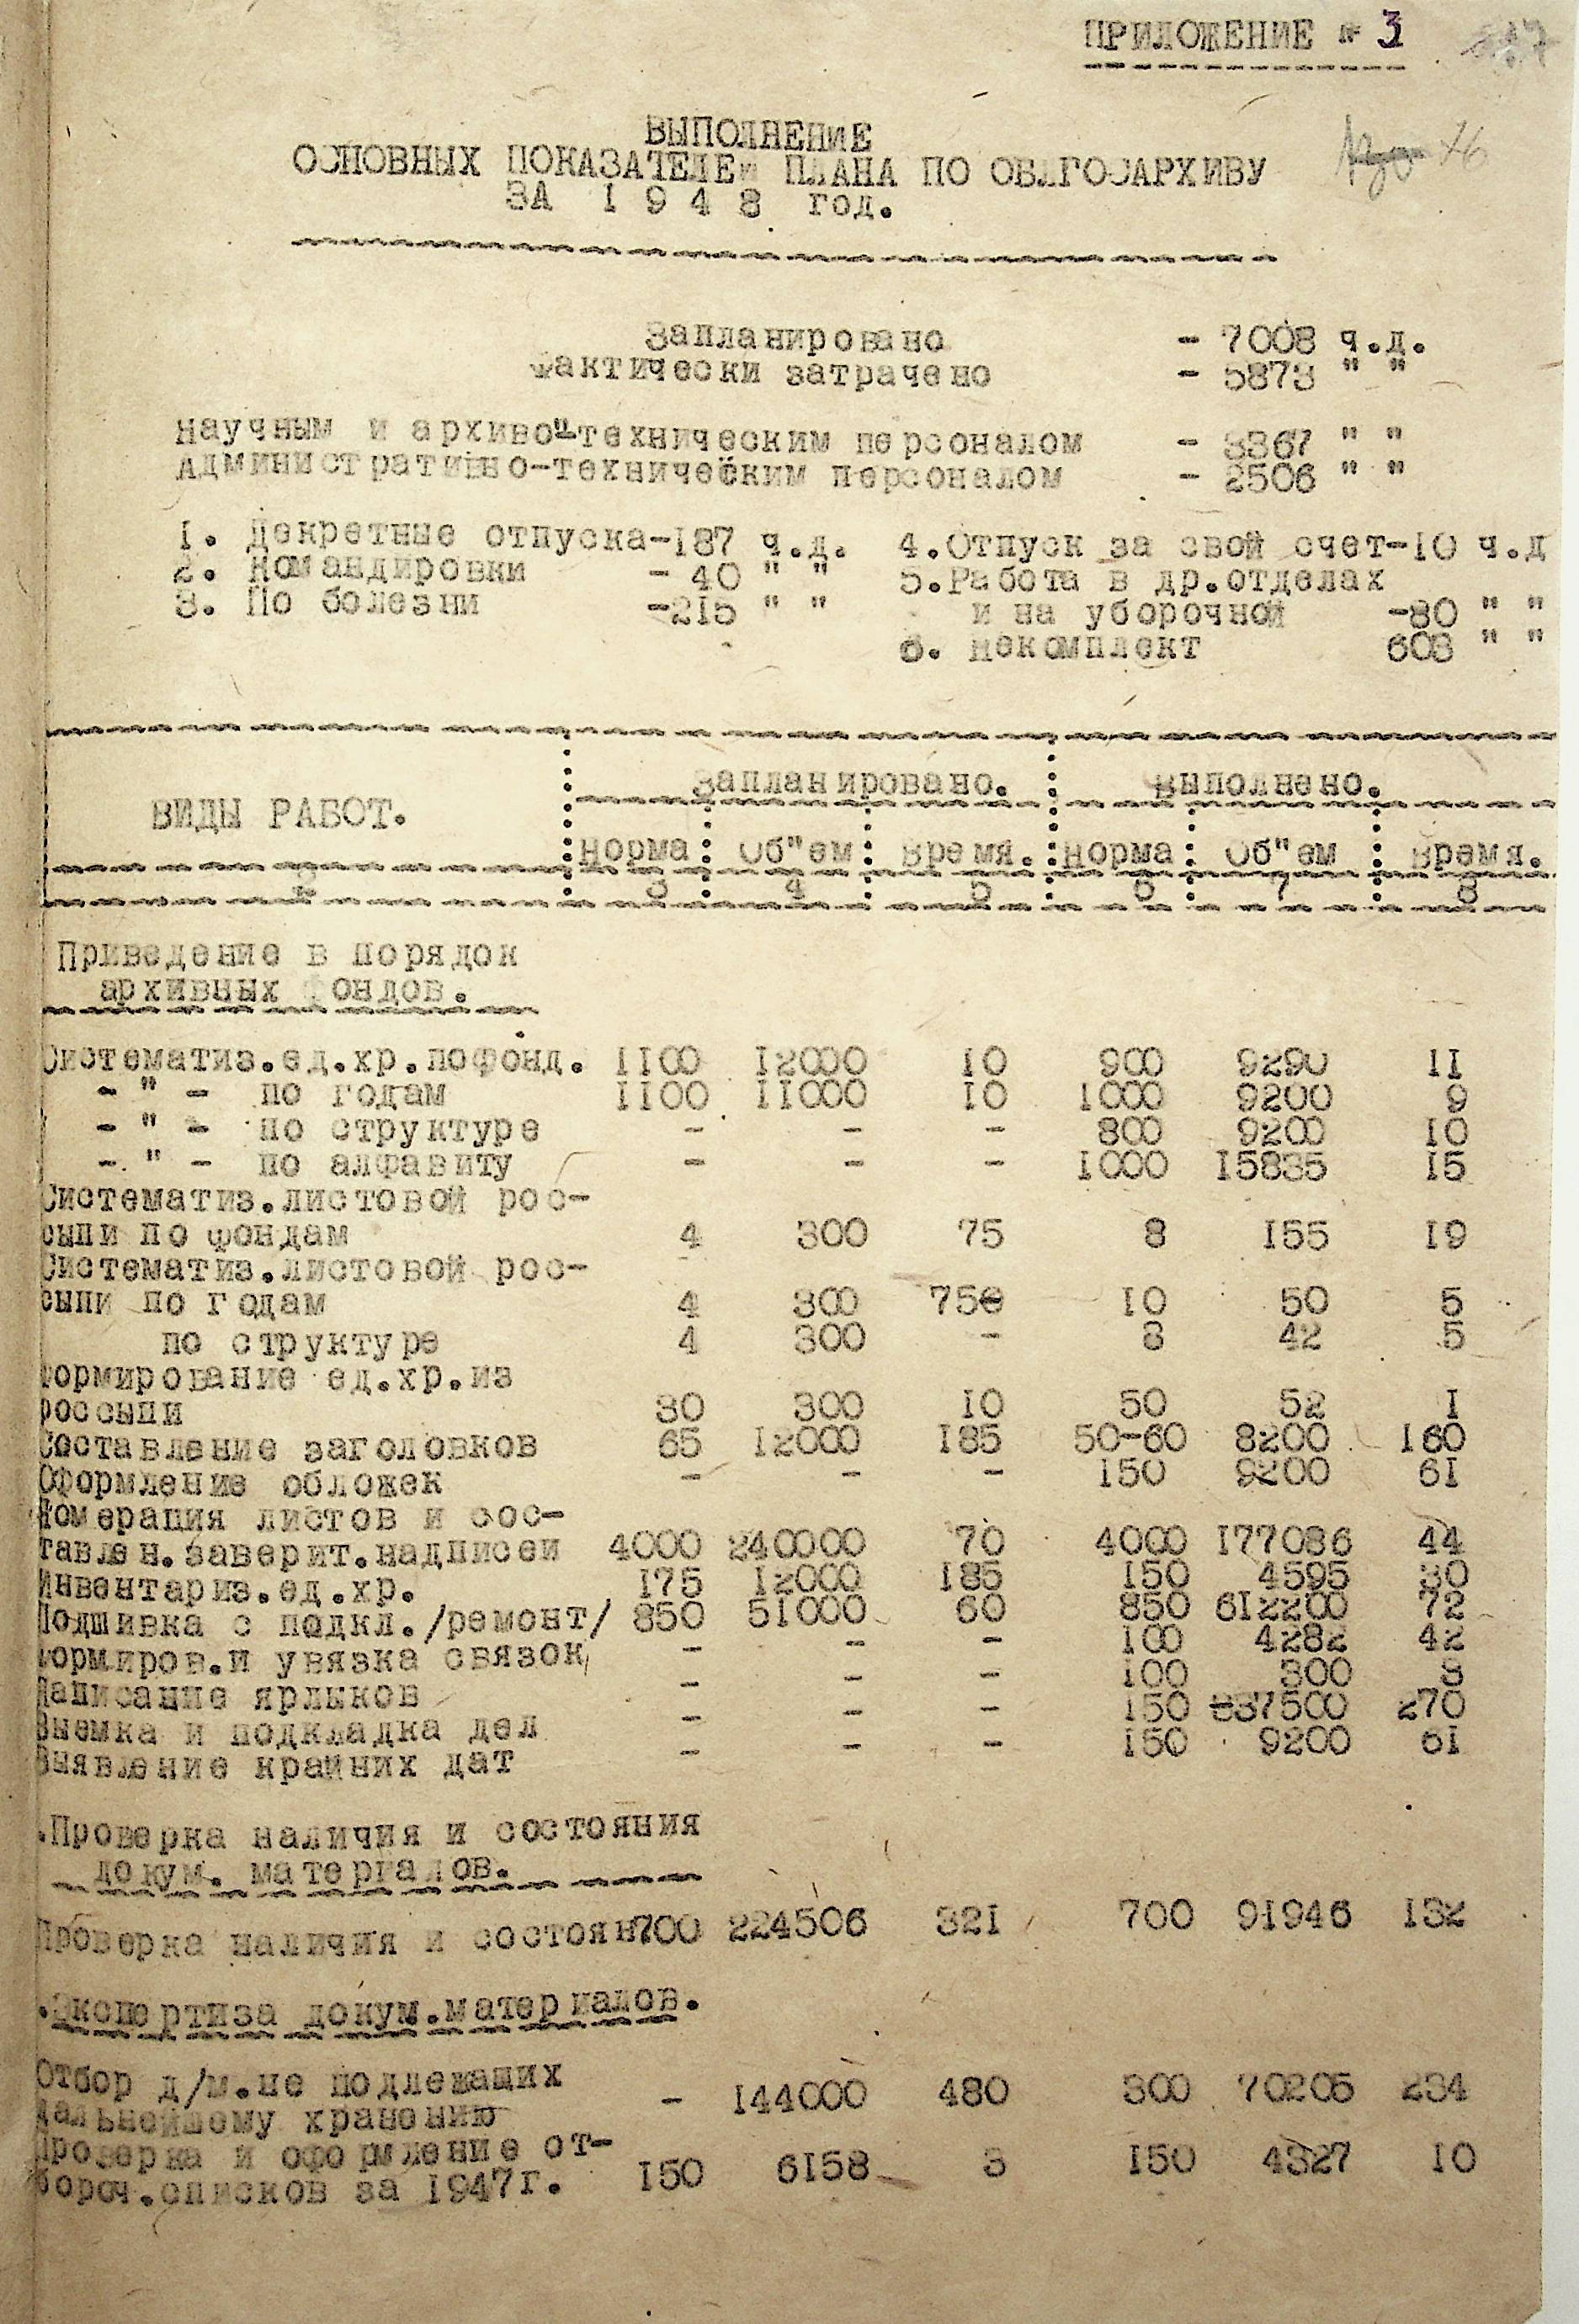 ПРИЛОЖЕНИЕ № 3
76
ВЫПОЛНЕНИЕ
ОСНОВНЫХ ПОКАЗАТЕЛЕЙ ПЛАНА ПО ОБЛГОСАРХИВУ
ЗА 1948 год.
Запланировано - 7008 ч.д.
Фактически затрачено - 5873 " "
Научным и архивно-техническим персоналом - 3367 " "
Административно-техническим персоналом - 2506 " "
1. Декретные отпуска-187 ч.д. 4.Отпуск за свой счет-10 ч.д
2. Командировки - 40 " " 5.Работа в др.отделах
3. По болезни -215 " " и на уборочной -80 " "
6. Некомплект 603 " "
ВИДЫ РАБОТ. Запланировано. Выполнено.
Норма Об"ем Время. Норма Об"ем Время.
1 3 4 5 6 7 8
Приведение в порядок
архивных фондов.
Систематиз.ед.хр.пофонд. 1100 12000 10 900 9290 11
- " - по годам 1100 11000 10 1000 9200 9
- " - по структуре - - - 800 9200 10
- " - по алфавиту - - - 1000 15835 15
Систематиз.листовой рос-
сыпи по фондам 4 300 75 8 155 19
Систематиз.листовой рос-
сыпи по годам 4 300 75 10 50 5
по структуре 4 300 - 8 42 5
Формирование ед.хр.из
россыпи 30 300 10 50 52 1
Составление заголовков 65 12000 185 50-60 8200 160
Оформление обложек - - - 150 9200 61
Номерация листов и сос-
тавлен.заверит.надписей 4000 240000 70 4000 177086 44
Инвентариз.ед.хр. 175 12000 185 150 4595 30
Подшивка с подкл./ремонт/ 850 51000 60 850 612200 72
Формиров.и увязка связок - - - 100 4282 42
Написание ярлыков - - - 100 300 3
Выемка и подкладка дел - - - 150 37500 270
Выявление крайних дат - - - 150 9200 61
.Проверка наличия и состояния
докум. материалов.
Проверка наличия и состоян 700 224506 321 700 91946 132
.Экспертиза докум.материалов.
Отбор д/м.не подлежащих - 144000 480 300 70205 234
дальнейшему хранению
Проверка и оформление от-
бороч.списков за 1947г. 150 6158 3 150 4327 10